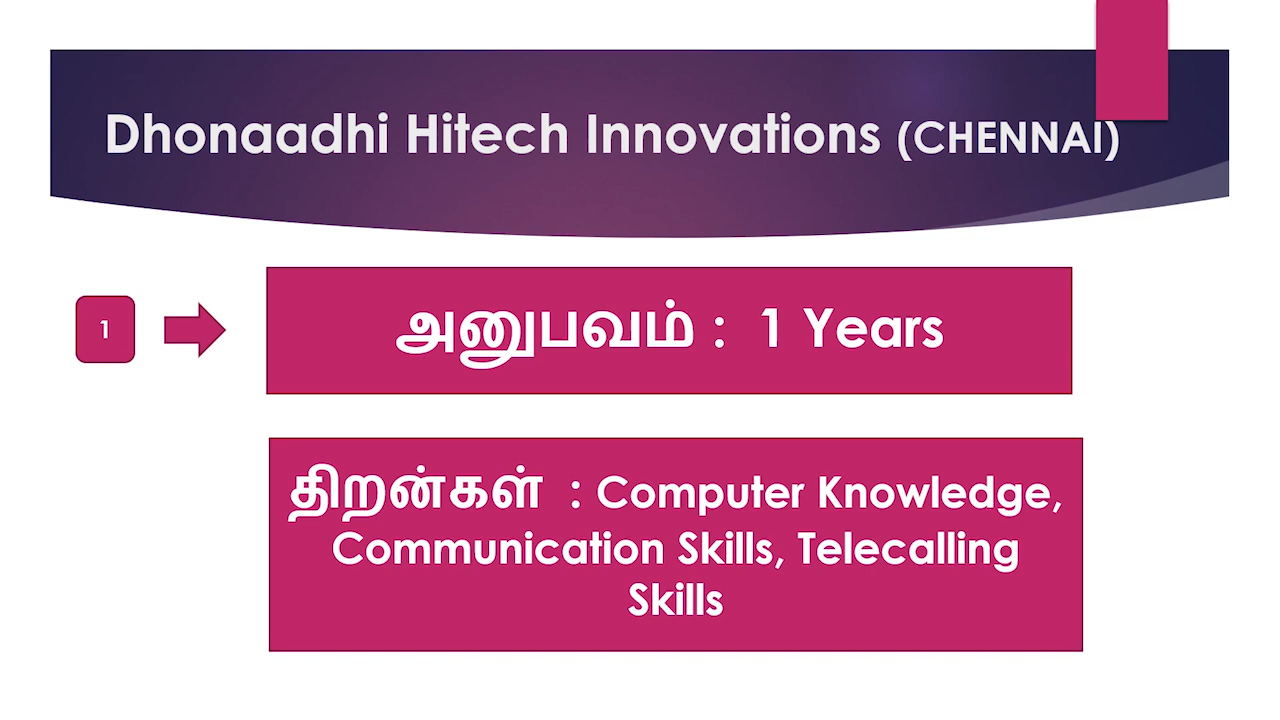 Dhonaadhi Hitech Innovations (CHENNAI)
1
அனுபவம் : 1 Years
திறன்கள் : Computer Knowledge,
Communication Skills, Telecalling
Skills